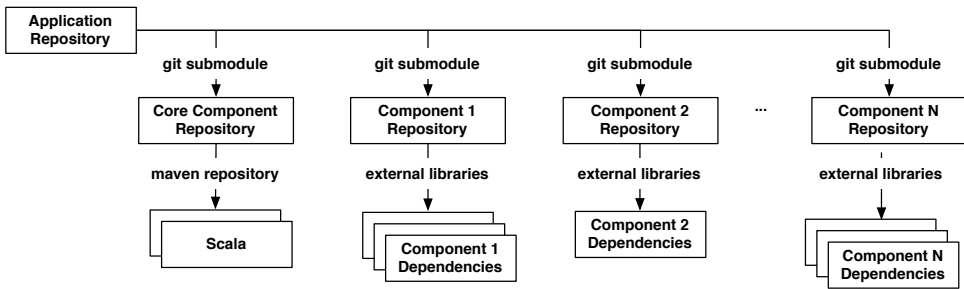 Application
Repository
git submodule git submodule git submodule git submodule
Core Component Component 1 Component 2 ... Component N
Repository Repository Repository Repository
maven repository external libraries external libraries external libraries
Scala
Component 1
Dependencies
Component 2
Dependencies
Component N
Dependencies